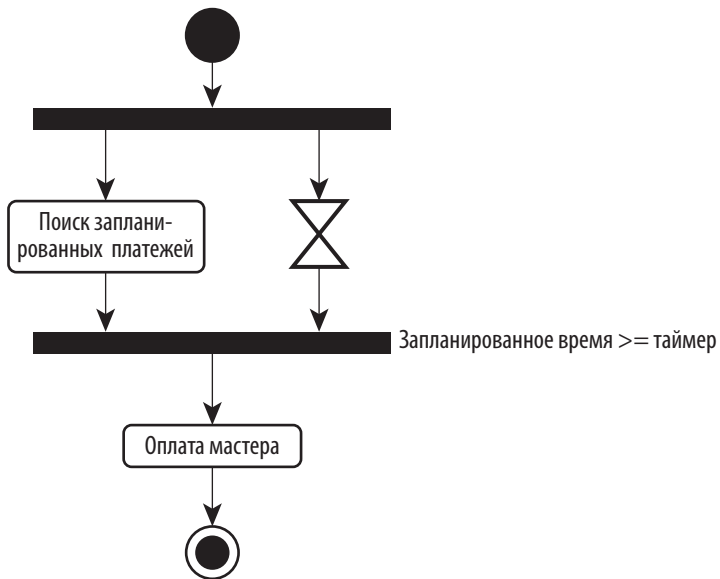 Поиск заплани-
рованных платежей
Запланированное время >= таймер
Оплата мастера